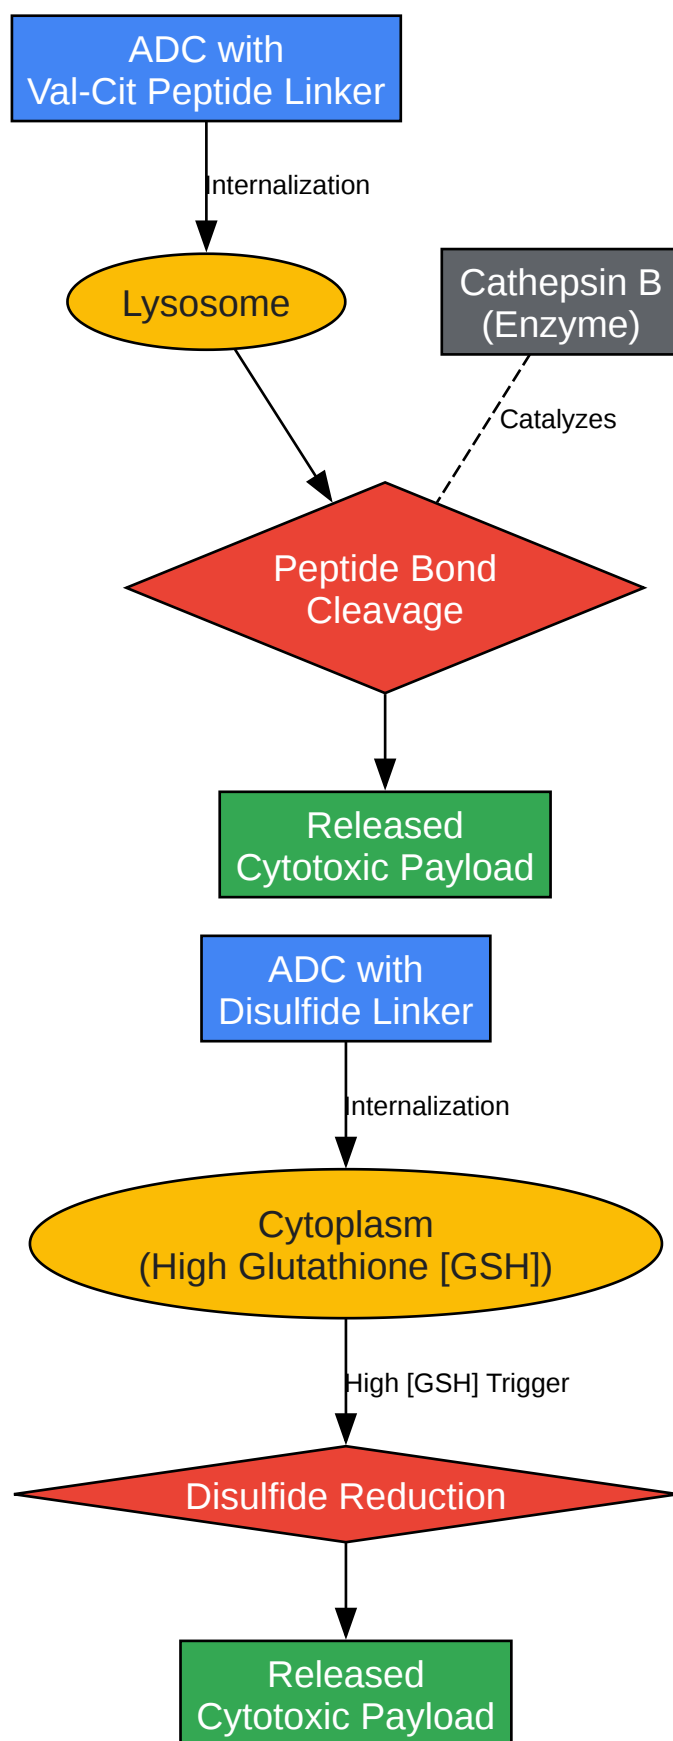 ADC with
Val-Cit Peptide Linker
Internalization
Lysosome
Cathepsin B
(Enzyme)
Catalyzes
Peptide Bond
Cleavage
Released
Cytotoxic Payload
ADC with
Disulfide Linker
Internalization
Cytoplasm
(High Glutathione [GSH])
High [GSH] Trigger
Disulfide Reduction
Released
Cytotoxic Payload